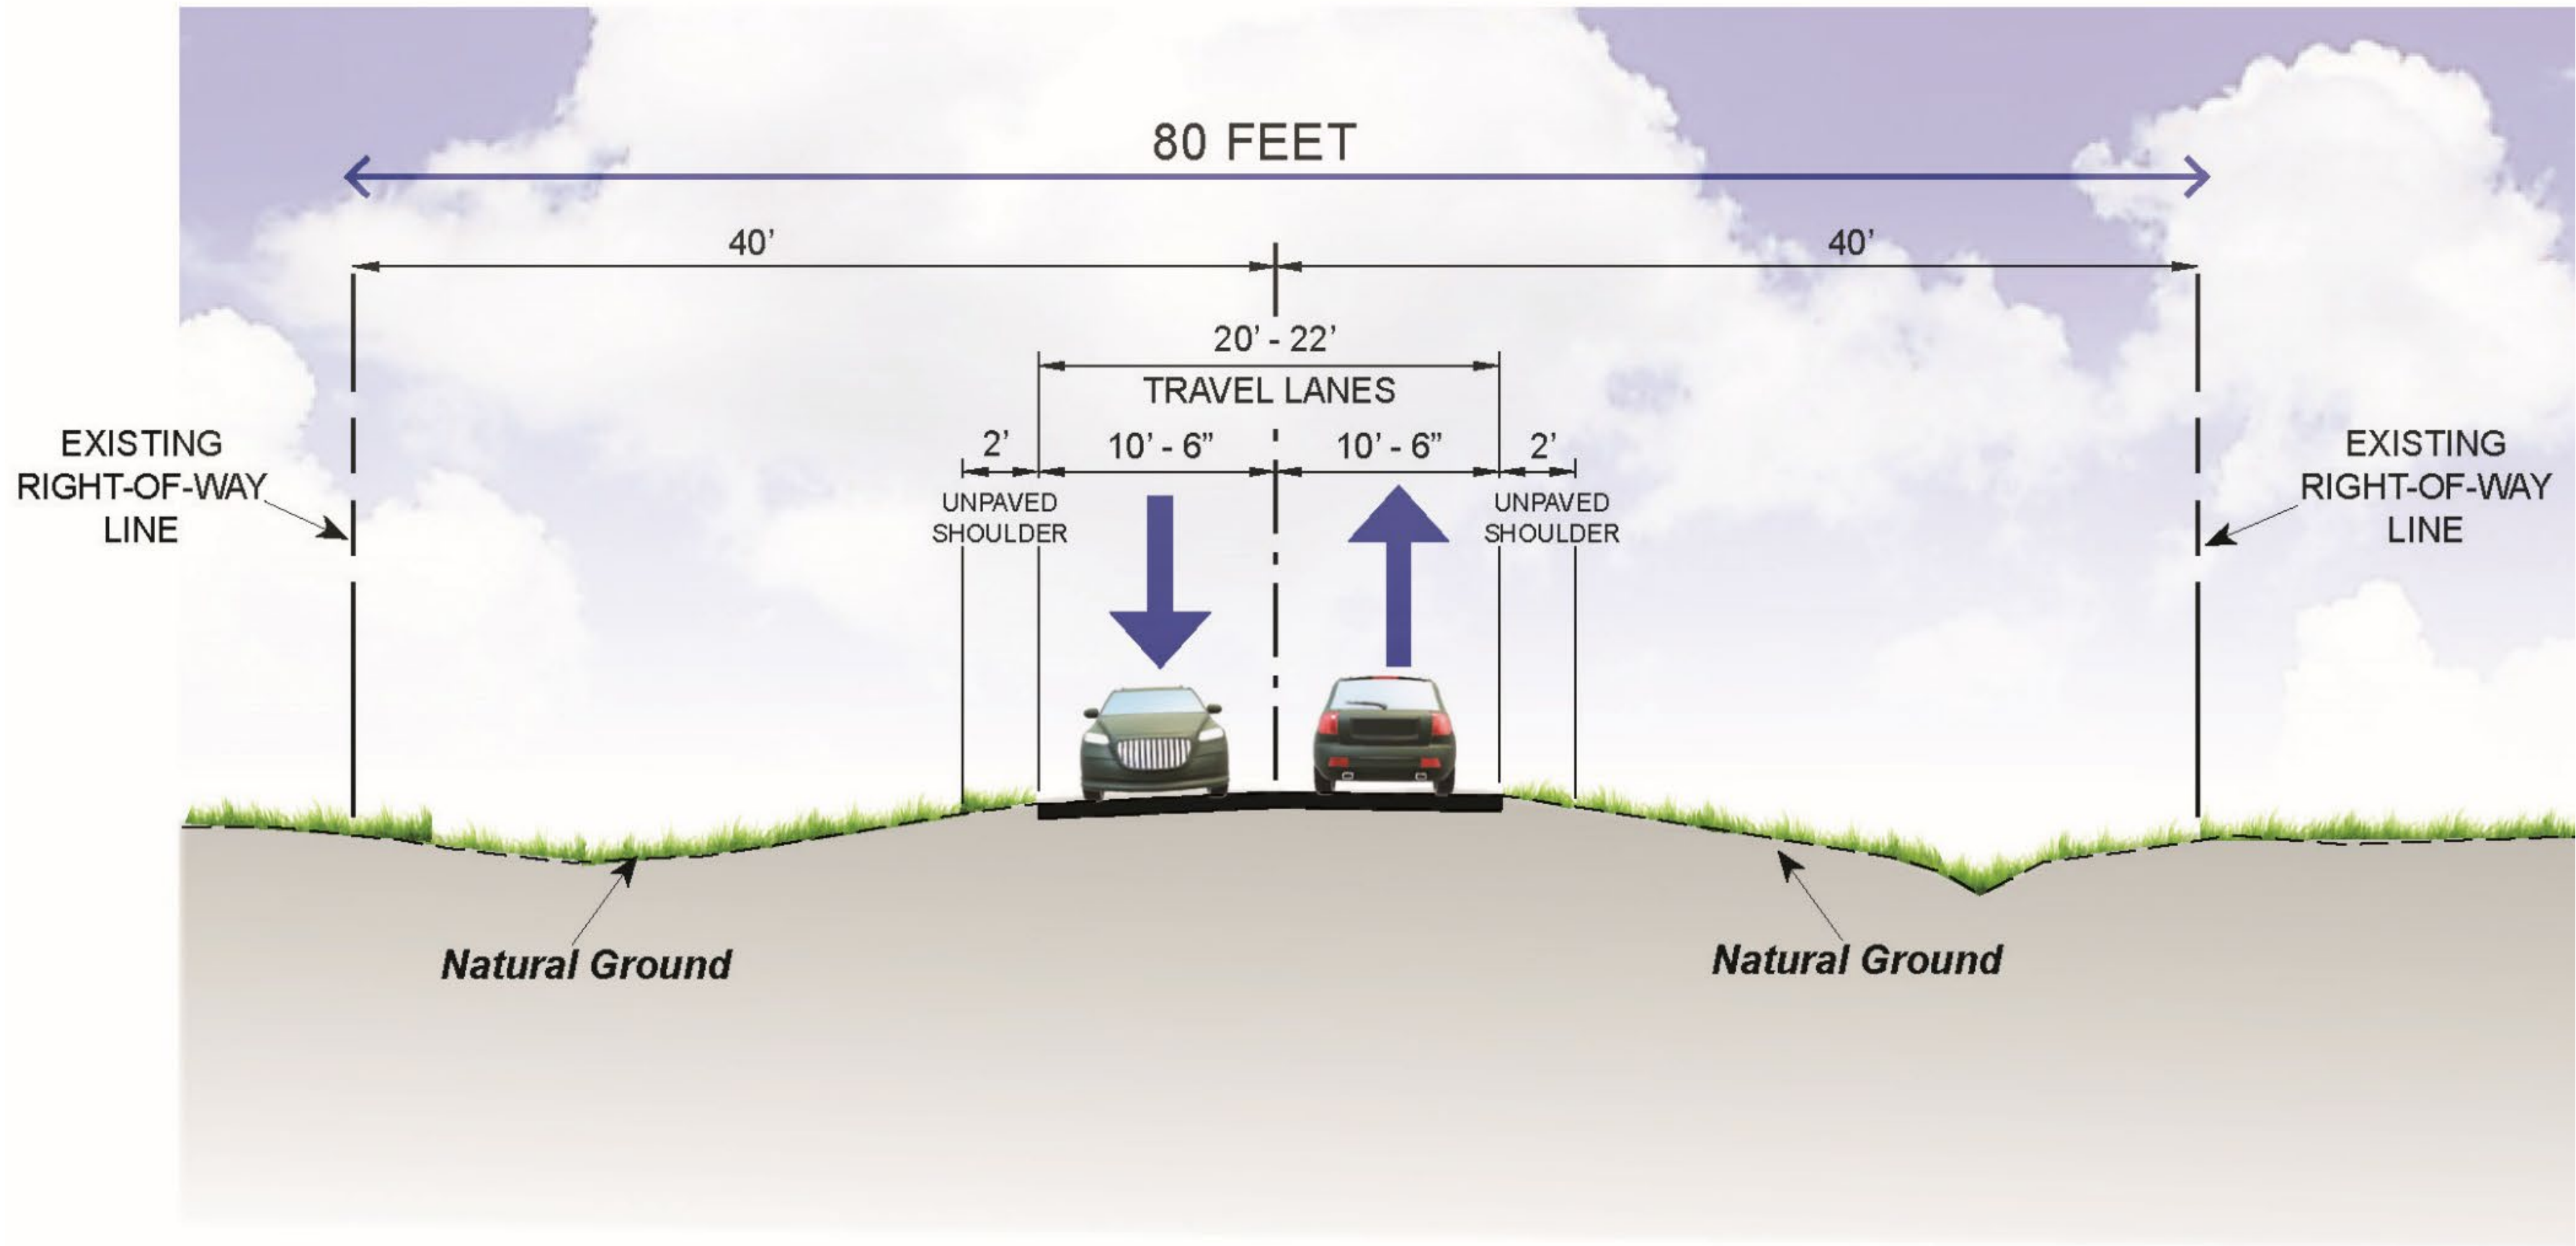 80 FEET
40’
40’
20’ - 22’
TRAVEL LANES
2’
10’ - 6”
10’ - 6”
2’
UNPAVED
SHOULDER
UNPAVED
SHOULDER
EXISTING
RIGHT-OF-WAY
LINE
EXISTING
RIGHT-OF-WAY
LINE
Natural Ground
Natural Ground